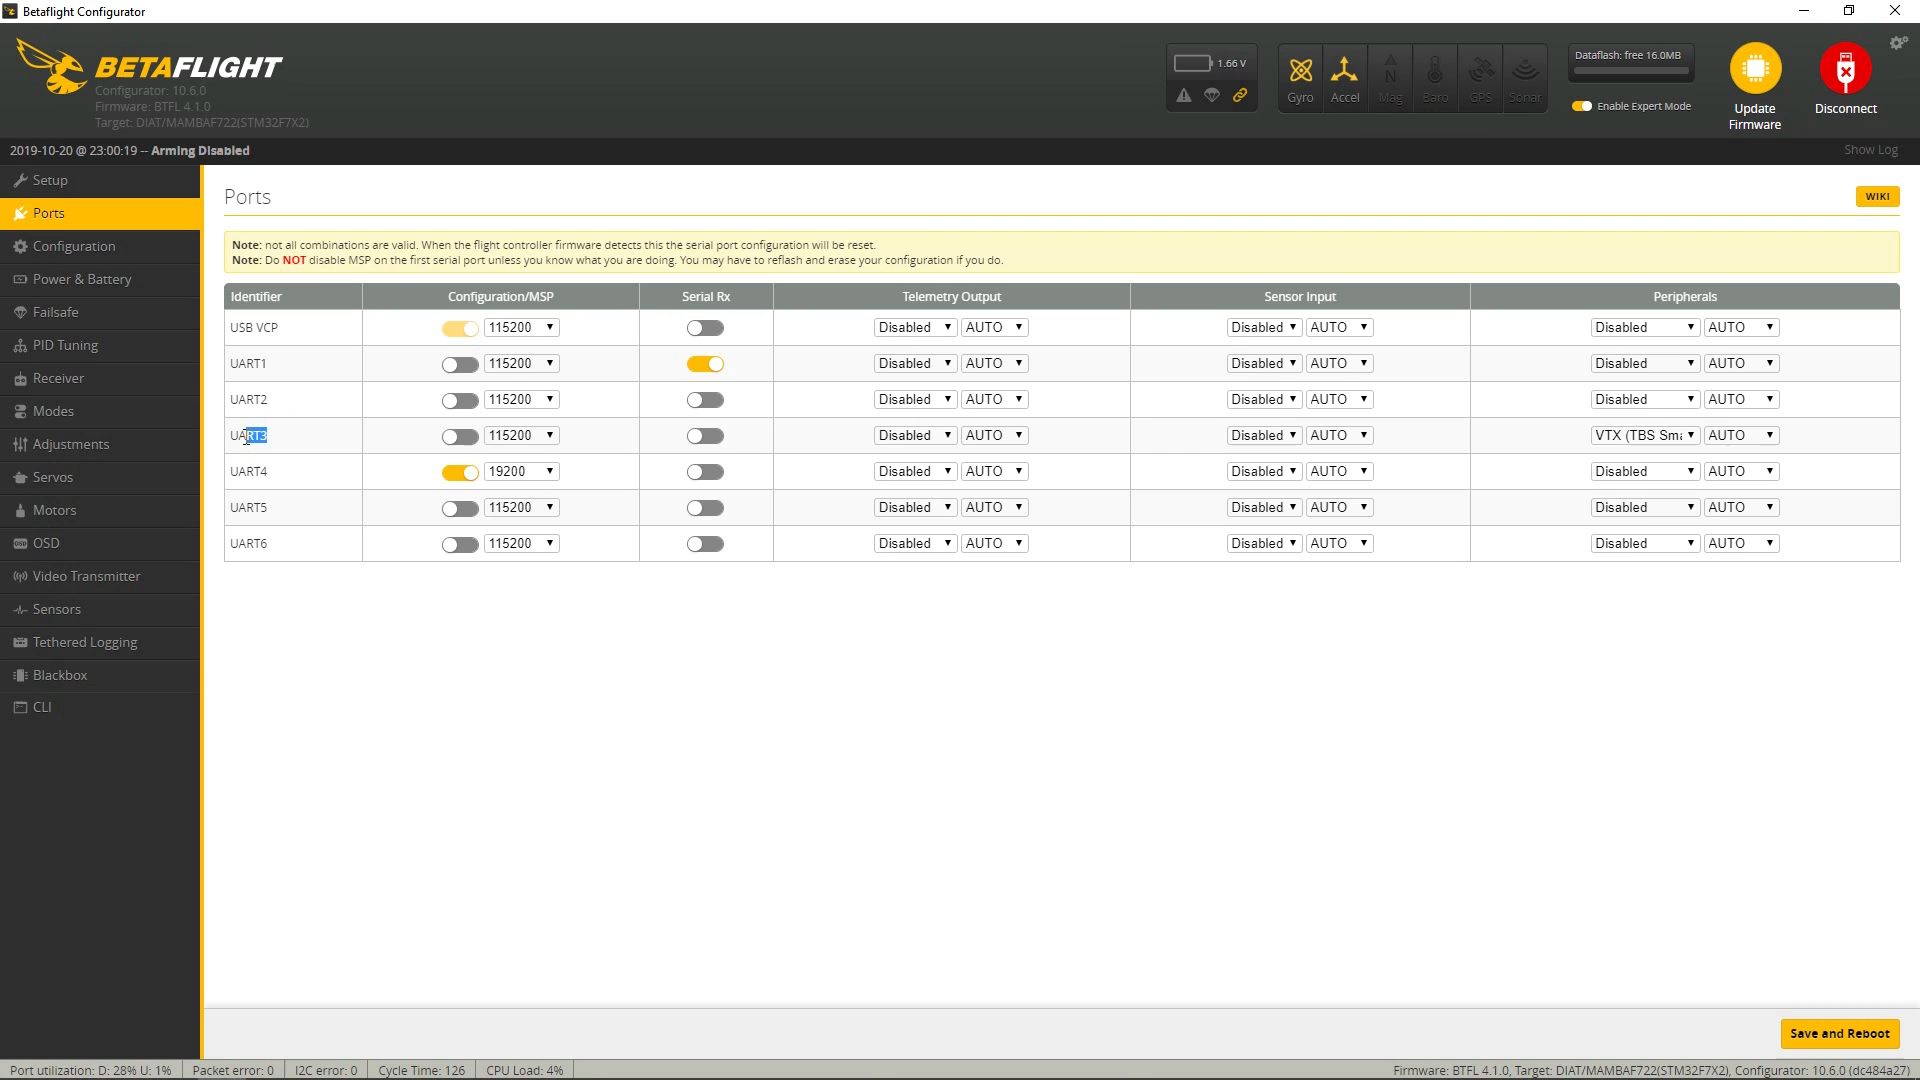 Betaflight Configurator
BETAFLIGHT
Configurator: 10.6.0
Firmware: BTFL 4.1.0
Target: DIAT/MAMBAF722(STM32F7X2)
1.66 V
Gyro Accel Mag Baro GPS Sonar
Dataflash: free 16.0MB
Enable Expert Mode
Update
Firmware
Disconnect
2019-10-20 @ 23:00:19 -- Arming Disabled
Show Log
Setup
Ports
Configuration
Power & Battery
Failsafe
PID Tuning
Receiver
Modes
Adjustments
Servos
Motors
OSD
Video Transmitter
Sensors
Tethered Logging
Blackbox
CLI
Ports
WIKI
Note: not all combinations are valid. When the flight controller firmware detects this the serial port configuration will be reset.
Note: Do NOT disable MSP on the first serial port unless you know what you are doing. You may have to reflash and erase your configuration if you do.
Identifier Configuration/MSP Serial Rx Telemetry Output Sensor Input Peripherals
USB VCP 115200 Disabled AUTO Disabled AUTO Disabled AUTO
UART1 115200 Disabled AUTO Disabled AUTO Disabled AUTO
UART2 115200 Disabled AUTO Disabled AUTO Disabled AUTO
UART3 115200 Disabled AUTO Disabled AUTO VTX (TBS Sma AUTO
UART4 19200 Disabled AUTO Disabled AUTO Disabled AUTO
UART5 115200 Disabled AUTO Disabled AUTO Disabled AUTO
UART6 115200 Disabled AUTO Disabled AUTO Disabled AUTO
Save and Reboot
Port utilization: D: 28% U: 1% Packet error: 0 I2C error: 0 Cycle Time: 126 CPU Load: 4% Firmware: BTFL 4.1.0, Target: DIAT/MAMBAF722(STM32F7X2), Configurator: 10.6.0 (dc484a27)